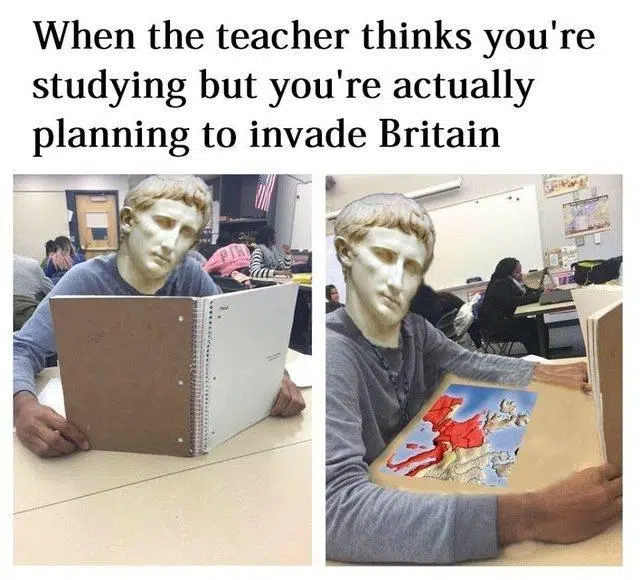 When the teacher thinks you're
studying but you're actually
planning to invade Britain